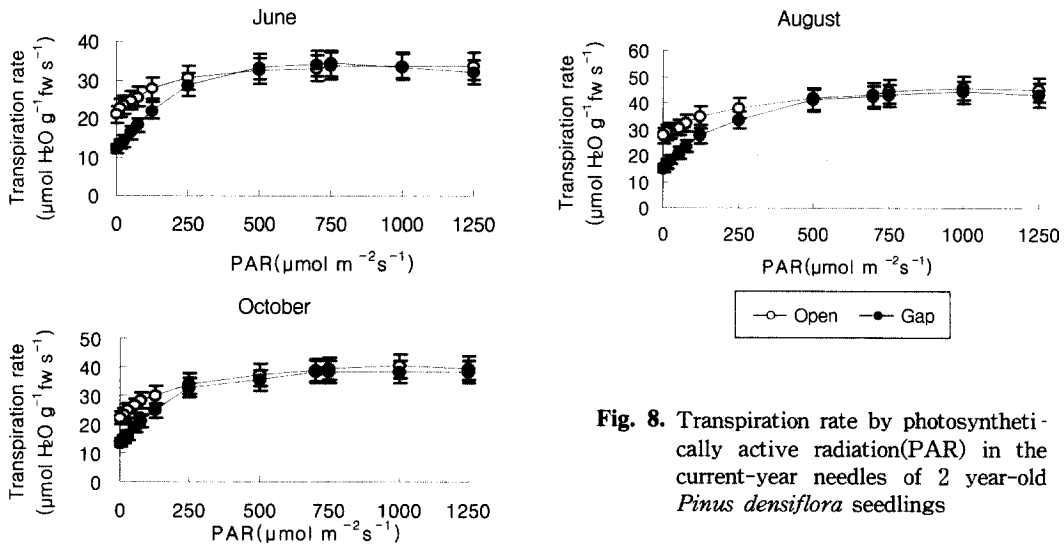 June
Transpiration rate
(μmol H₂O g⁻¹fw s⁻¹)
40
30
20
10
0
0 250 500 750 1000 1250
PAR(μmol m⁻²s⁻¹)
August
Transpiration rate
(μmol H₂O g⁻¹fw s⁻¹)
60
50
40
30
20
10
0
0 250 500 750 1000 1250
PAR(μmol m⁻²s⁻¹)
Open Gap
October
Transpiration rate
(μmol H₂O g⁻¹fw s⁻¹)
50
40
30
20
10
0
0 250 500 750 1000 1250
PAR(μmol m⁻²s⁻¹)
Fig. 8. Transpiration rate by photosyntheti-
cally active radiation(PAR) in the
current-year needles of 2 year-old
Pinus densiflora seedlings